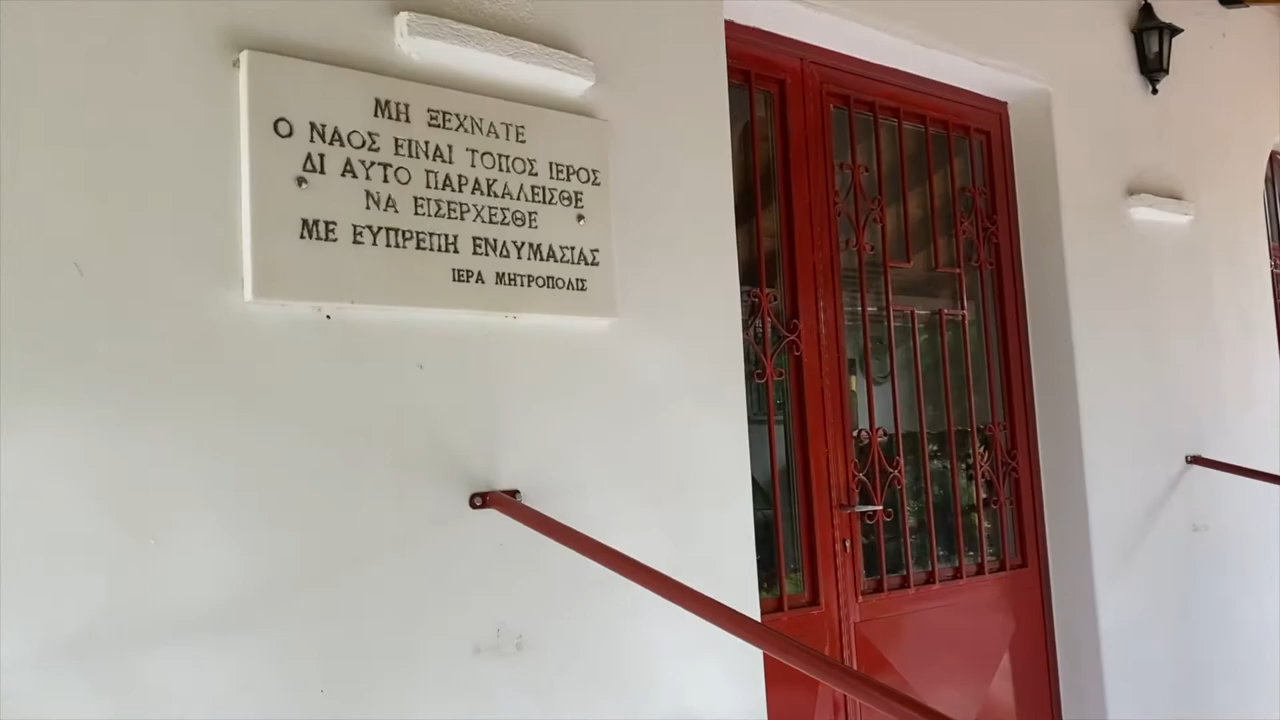 ΜΗ ΞΕΧΝΑΤΕ
Ο ΝΑΟΣ ΕΙΝΑΙ ΤΟΠΟΣ ΙΕΡΟΣ
ΔΙ ΑΥΤΟ ΠΑΡΑΚΑΛΕΙΣΘΕ
ΝΑ ΕΙΣΕΡΧΕΣΘΕ
ΜΕ ΕΥΠΡΕΠΗ ΕΝΔΥΜΑΣΙΑΣ
ΙΕΡΑ ΜΗΤΡΟΠΟΛΙΣ